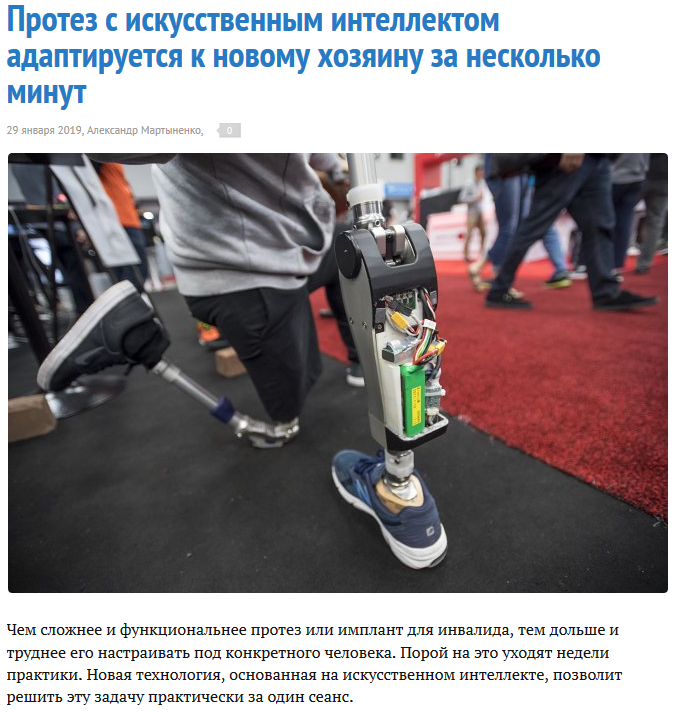 Протез с искусственным интеллектом
адаптируется к новому хозяину за несколько
минут
29 января 2019, Александр Мартыненко, 0
Чем сложнее и функциональнее протез или имплант для инвалида, тем дольше и
труднее его настраивать под конкретного человека. Порой на это уходят недели
практики. Новая технология, основанная на искусственном интеллекте, позволит
решить эту задачу практически за один сеанс.